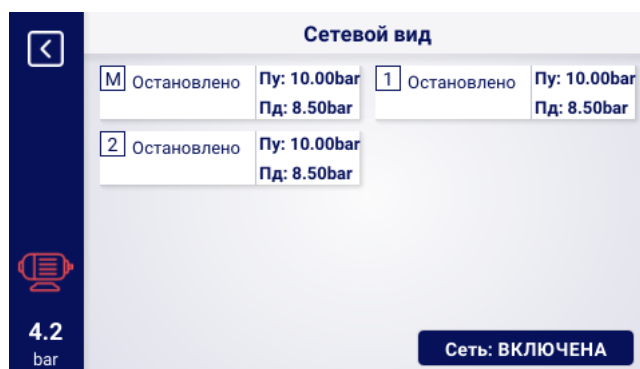 Сетевой вид
M Остановлено Пу: 10.00bar
Пд: 8.50bar
1 Остановлено Пу: 10.00bar
Пд: 8.50bar
2 Остановлено Пу: 10.00bar
Пд: 8.50bar
4.2
bar
Сеть: ВКЛЮЧЕНА